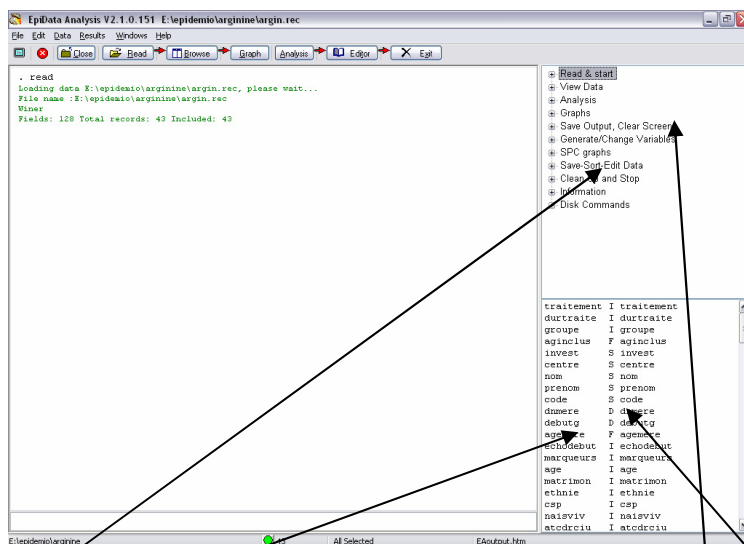 EpiData Analysis V2.1.0.151 E:\epidemio\arginine\argin.rec
File Edit Data Results Windows Help
Close Read Browse Graph Analysis Editor Exit
. read
Loading data E:\epidemio\arginine\argin.rec, please wait...
File name :E:\epidemio\arginine\argin.rec
Winer
Fields: 128 Total records: 43 Included: 43
Read & start
View Data
Analysis
Graphs
Save Output, Clear Screen
Generate/Change Variables
SPC graphs
Save-Sort-Edit Data
Clean Up and Stop
Information
Disk Commands
traitement I traitement
durtraite I durtraite
groupe I groupe
aginclus F aginclus
invest S invest
centre S centre
nom S nom
prenom S prenom
code S code
dnmere D dnmere
debutg D debutg
agemere F agemere
echodebut I echodebut
marqueurs I marqueurs
age I age
matrimon I matrimon
ethnie I ethnie
csp I csp
naisviv I naisviv
atcdrciu I atcdrciu
E:\epidemio\arginine 43 All Selected EAoutput.htm